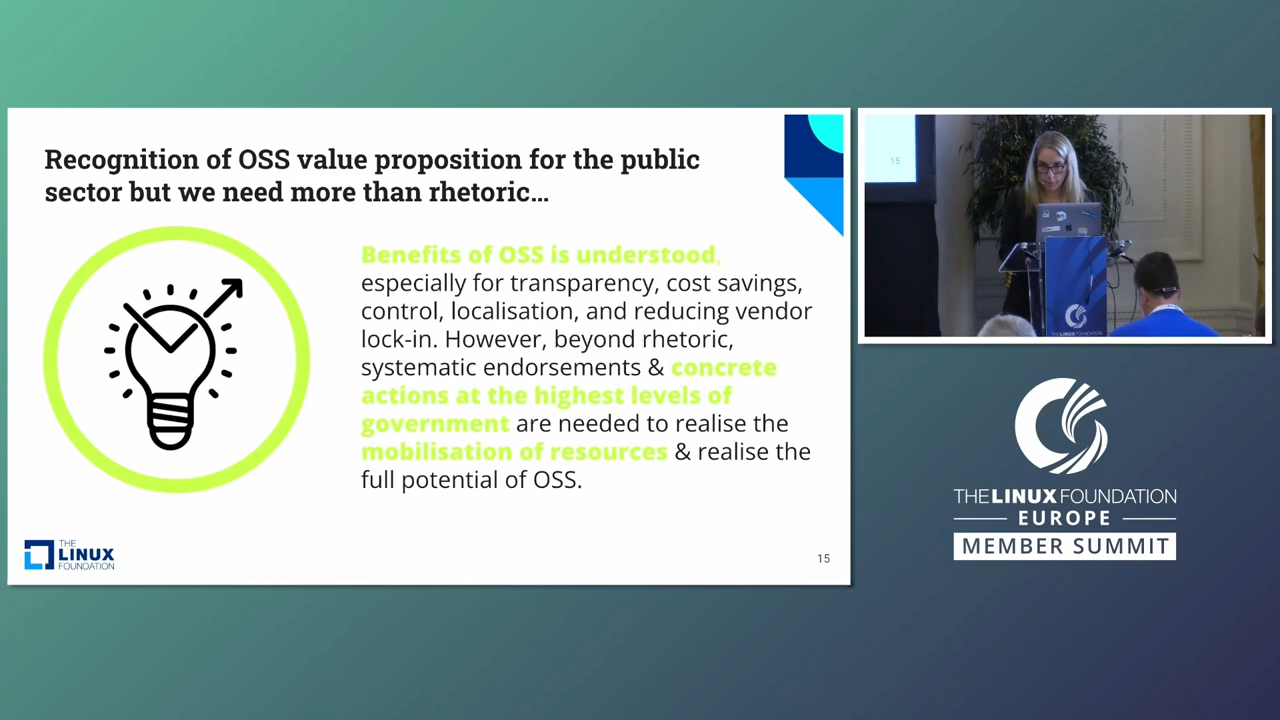 Recognition of OSS value proposition for the public
sector but we need more than rhetoric…
Benefits of OSS is understood,
especially for transparency, cost savings,
control, localisation, and reducing vendor
lock-in. However, beyond rhetoric,
systematic endorsements & concrete
actions at the highest levels of
government are needed to realise the
mobilisation of resources & realise the
full potential of OSS.
THE
LINUX
FOUNDATION
15
15
THE LINUX FOUNDATION
EUROPE
MEMBER SUMMIT